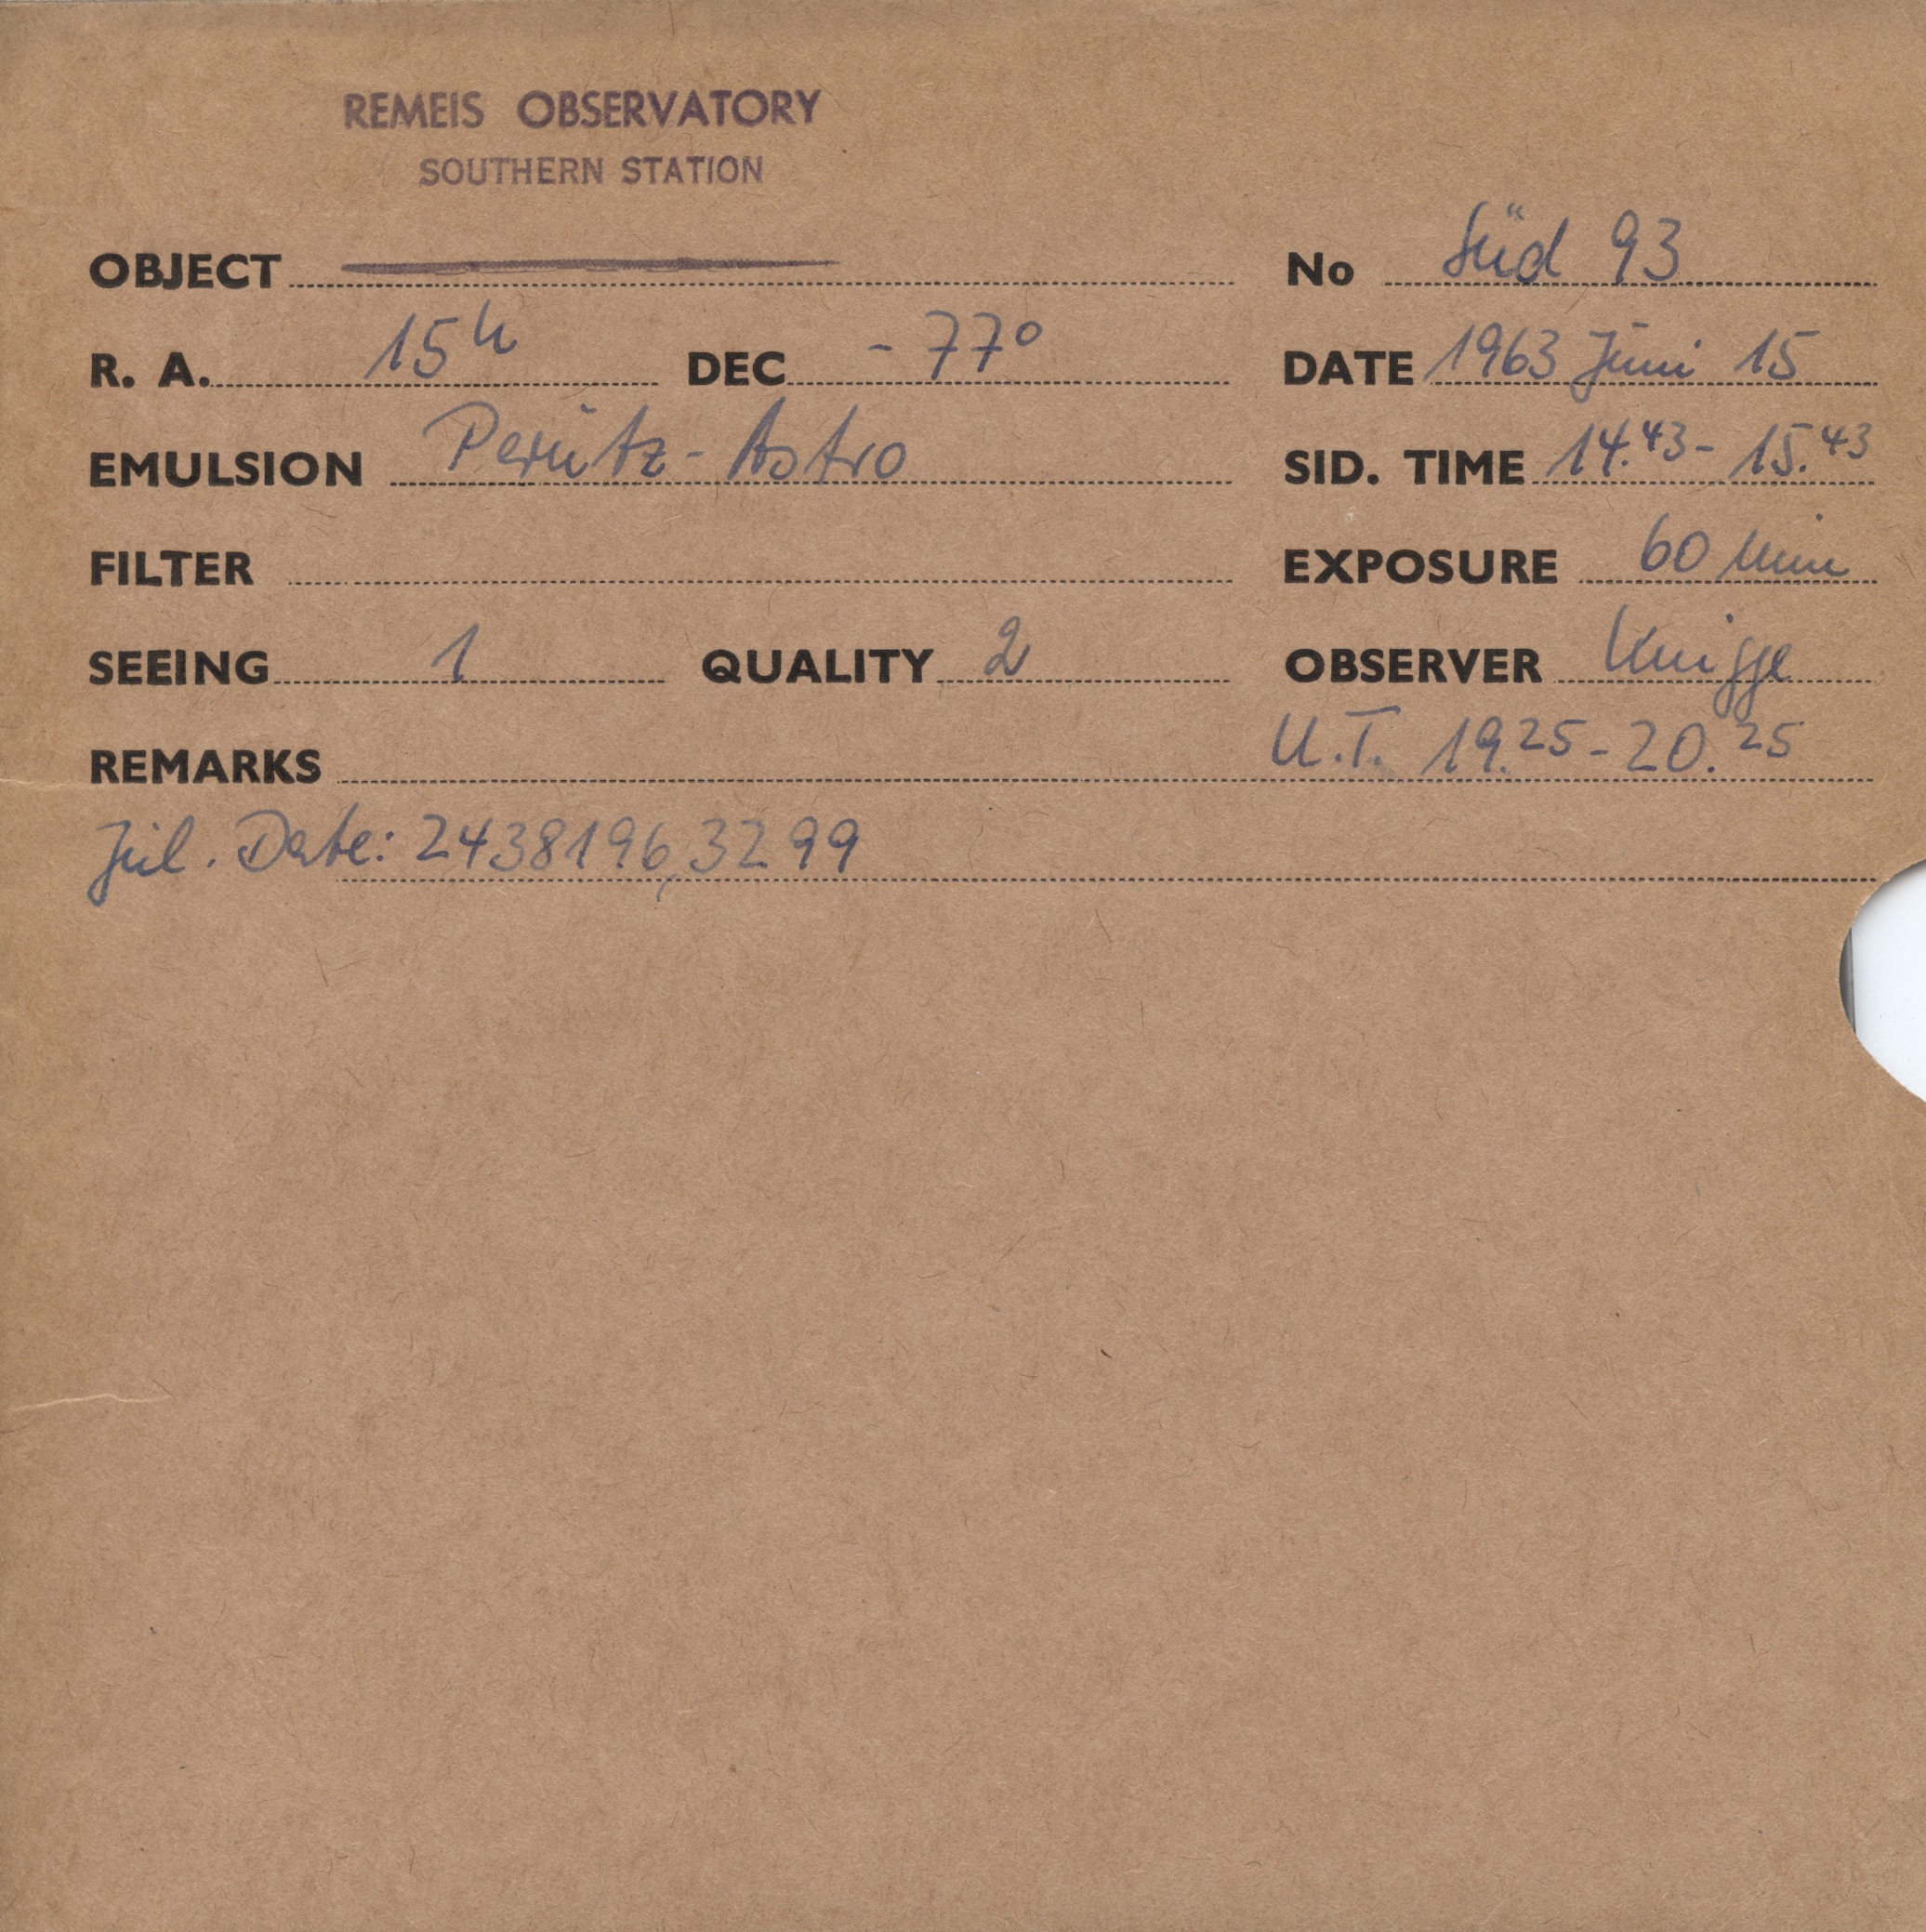 REMEIS OBSERVATORY
SOUTHERN STATION
OBJECT No Süd 93
R. A. 15h DEC - 77° DATE 1963 Juni 15
EMULSION Perutz - Astro SID. TIME 14.43 - 15.43
FILTER EXPOSURE 60 Min
SEEING 1 QUALITY 2 OBSERVER Knigge
REMARKS U.T. 19.25 - 20.25
Jul. Date: 2438196,3299